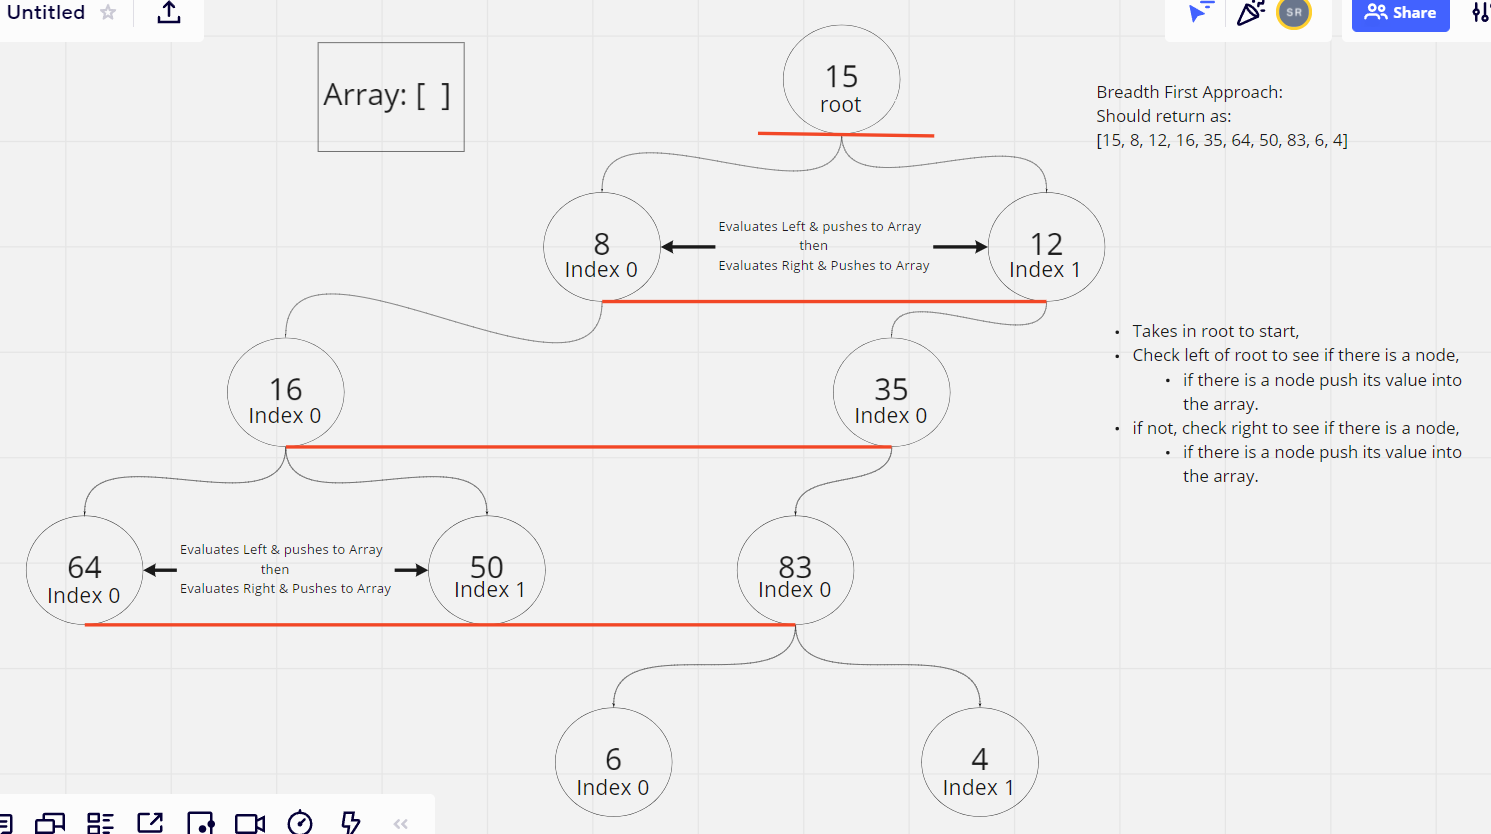 Untitled
SR
Share
Array: [ ]
15
root
Breadth First Approach:
Should return as:
[15, 8, 12, 16, 35, 64, 50, 83, 6, 4]
8
Index 0
Evaluates Left & pushes to Array
then
Evaluates Right & Pushes to Array
12
Index 1
• Takes in root to start,
• Check left of root to see if there is a node,
• if there is a node push its value into
the array.
• if not, check right to see if there is a node,
• if there is a node push its value into
the array.
16
Index 0
35
Index 0
64
Index 0
Evaluates Left & pushes to Array
then
Evaluates Right & Pushes to Array
50
Index 1
83
Index 0
6
Index 0
4
Index 1